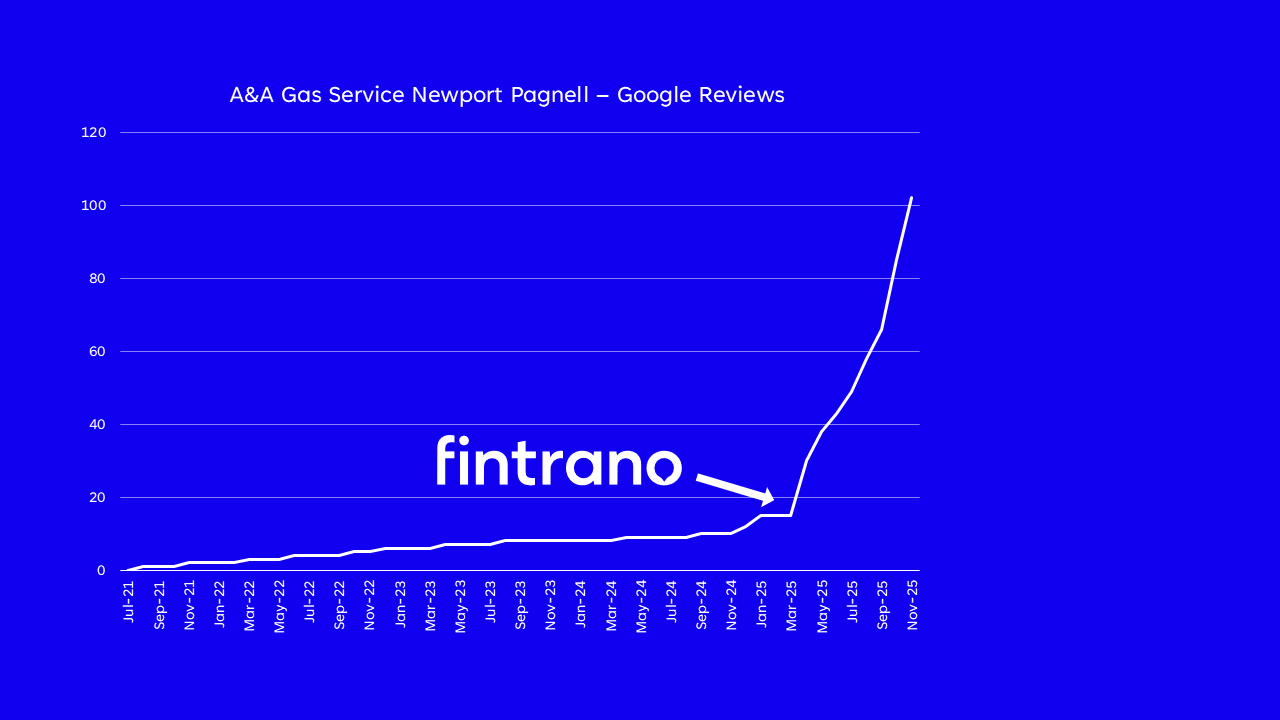 A&A Gas Service Newport Pagnell – Google Reviews
120
100
80
60
40
fintrano
20
0
Jul-21
Sep-21
Nov-21
Jan-22
Mar-22
May-22
Jul-22
Sep-22
Nov-22
Jan-23
Mar-23
May-23
Jul-23
Sep-23
Nov-23
Jan-24
Mar-24
May-24
Jul-24
Sep-24
Nov-24
Jan-25
Mar-25
May-25
Jul-25
Sep-25
Nov-25